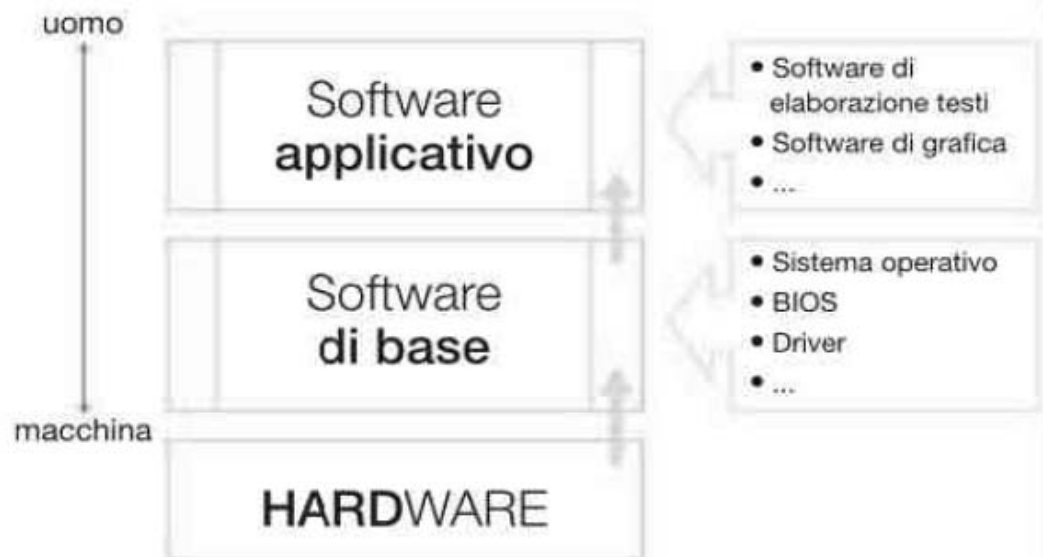 uomo
Software
applicativo
• Software di
elaborazione testi
• Software di grafica
• ...
Software
di base
• Sistema operativo
• BIOS
• Driver
• ...
macchina
HARDWARE